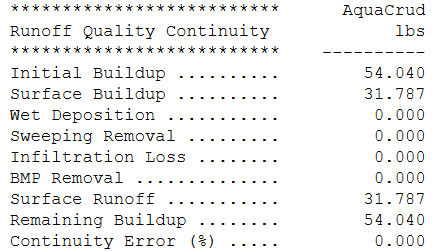 **************************      AquaCrud
Runoff Quality Continuity            lbs
**************************    ----------
Initial Buildup ..........        54.040
Surface Buildup ..........        31.787
Wet Deposition ...........         0.000
Sweeping Removal .........         0.000
Infiltration Loss ........         0.000
BMP Removal ..............         0.000
Surface Runoff ...........        31.787
Remaining Buildup ........        54.040
Continuity Error (%) .....         0.000